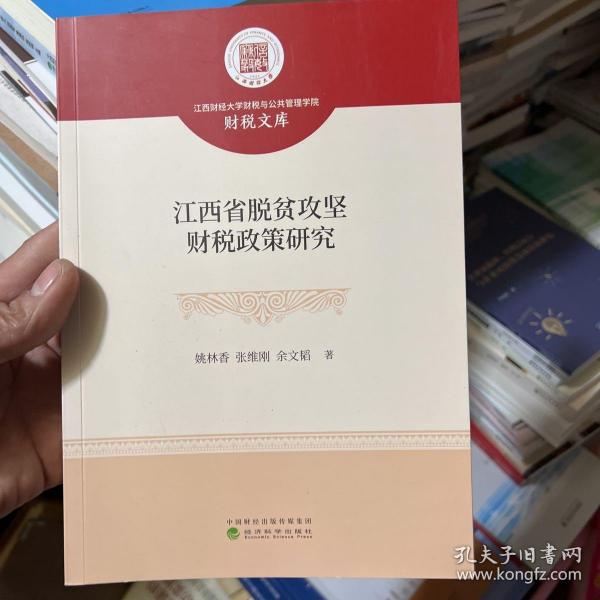 江西财经大学财税与公共管理学院
财税文库
江西省脱贫攻坚
财税政策研究
姚林香 张维刚 余文韬 著
中国财经出版传媒集团
经济科学出版社
Economic Science Press
孔夫子旧书网
www.kongfz.com